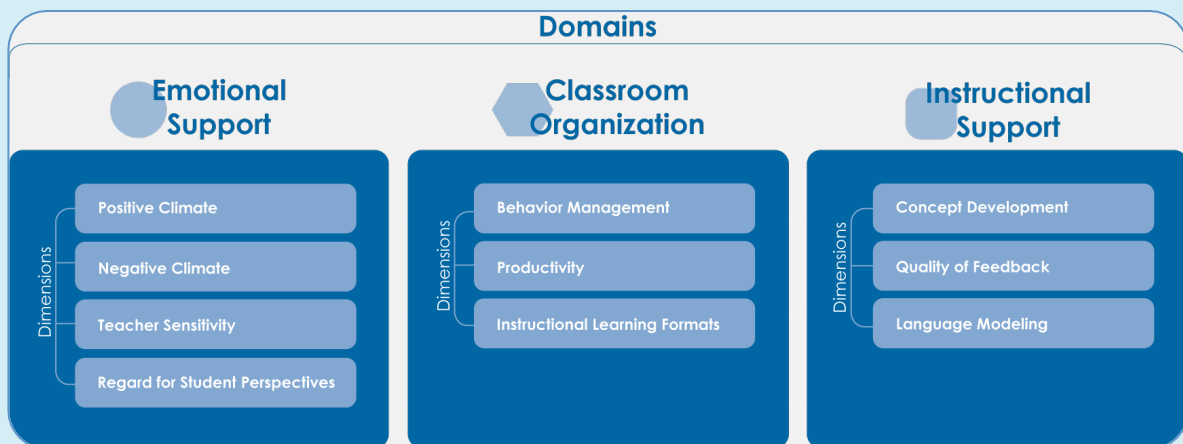 Domains
Emotional
Support
Dimensions
Positive Climate
Negative Climate
Teacher Sensitivity
Regard for Student Perspectives
Classroom
Organization
Dimensions
Behavior Management
Productivity
Instructional Learning Formats
Instructional
Support
Dimensions
Concept Development
Quality of Feedback
Language Modeling